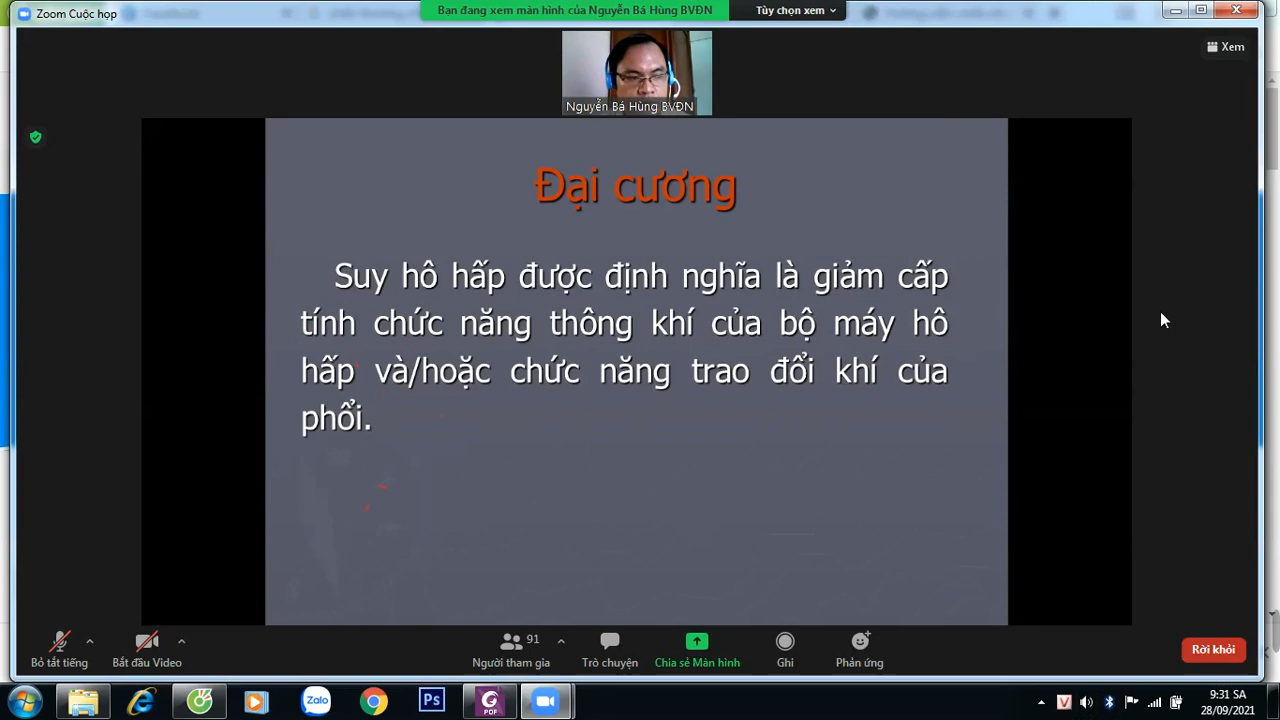 Zoom Cuộc họp
Bạn đang xem màn hình của Nguyễn Bá Hùng BVĐN
Tùy chọn xem
Xem
Nguyễn Bá Hùng BVĐN
Đại cương
Suy hô hấp được định nghĩa là giảm cấp
tính chức năng thông khí của bộ máy hô
hấp và/hoặc chức năng trao đổi khí của
phổi.
Bỏ tắt tiếng
Bắt đầu Video
91
Người tham gia
Trò chuyện
Chia sẻ Màn hình
Ghi
Phản ứng
Rời khỏi
Zalo
Ps
PDF
V
9:31 SA
28/09/2021